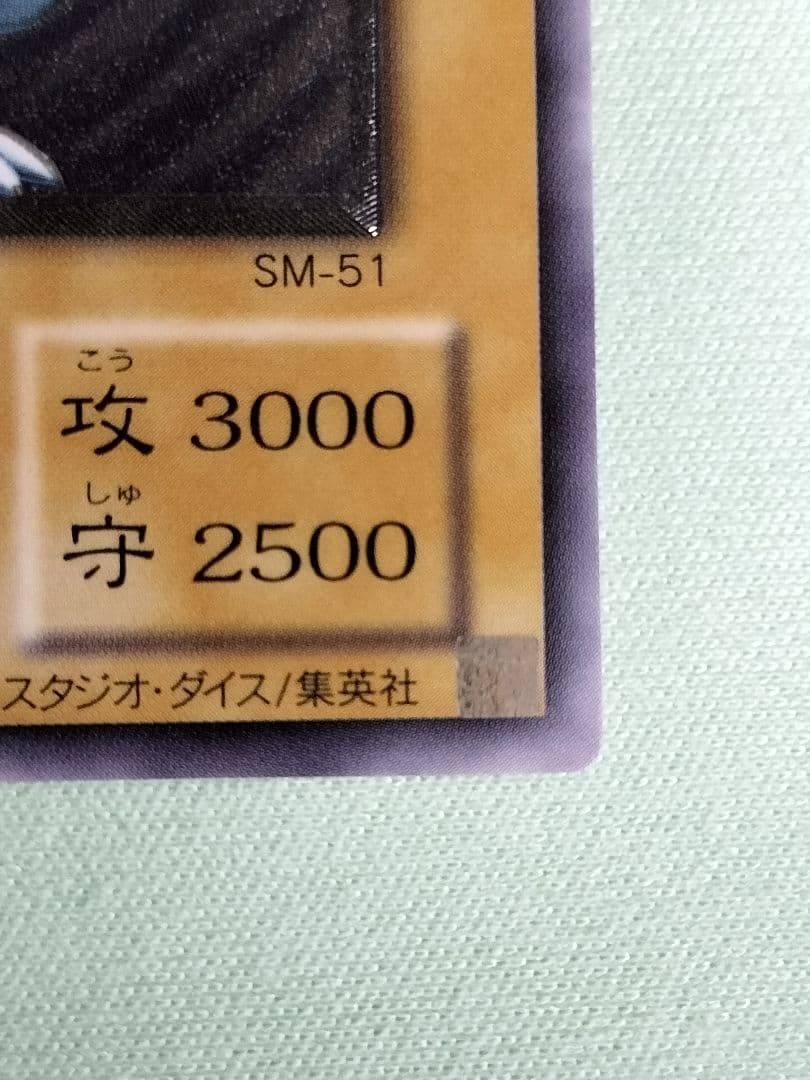 SM-51
こう
攻 3000
しゅ
守 2500
スタジオ・ダイス/集英社